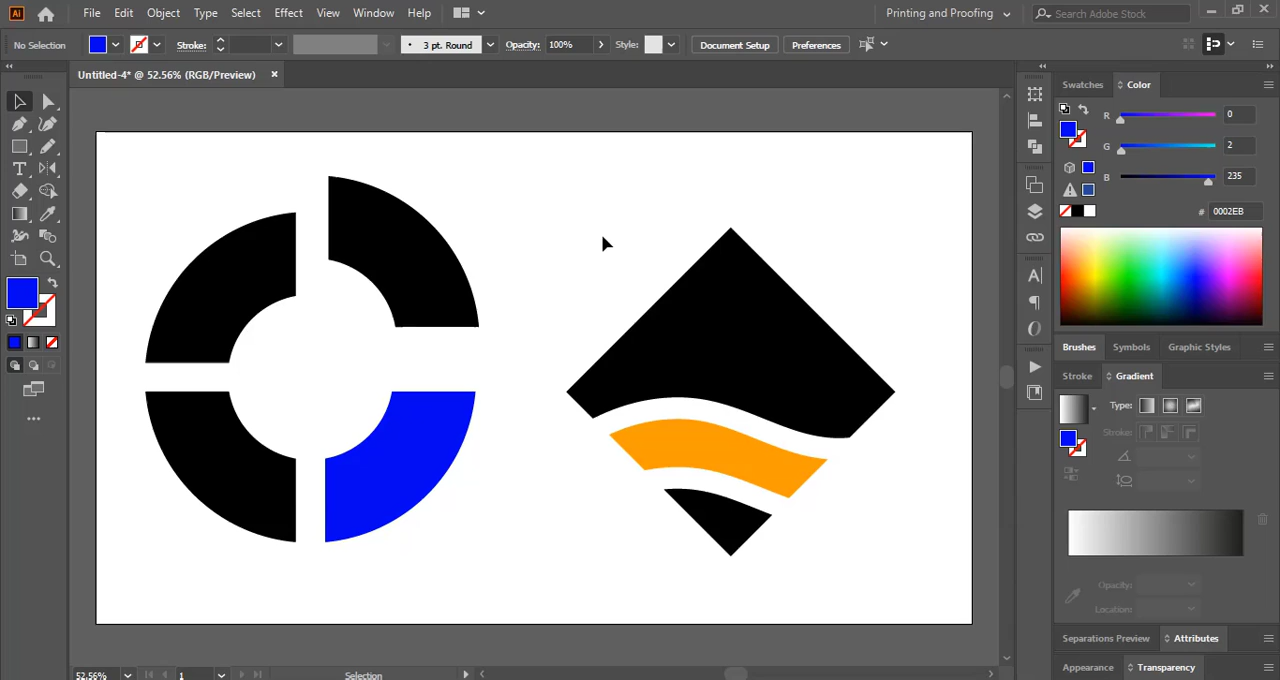 Ai File Edit Object Type Select Effect View Window Help Printing and Proofing Search Adobe Stock
No Selection Stroke: 3 pt. Round Opacity: 100% Style: Document Setup Preferences
Untitled-4* @ 52.56% (RGB/Preview)
Swatches Color
R 0
G 2
B 235
# 0002EB
Brushes Symbols Graphic Styles
Stroke Gradient
Type:
Stroke:
Opacity:
Location:
Separations Preview Attributes
Appearance Transparency
52.56% 1 Selection